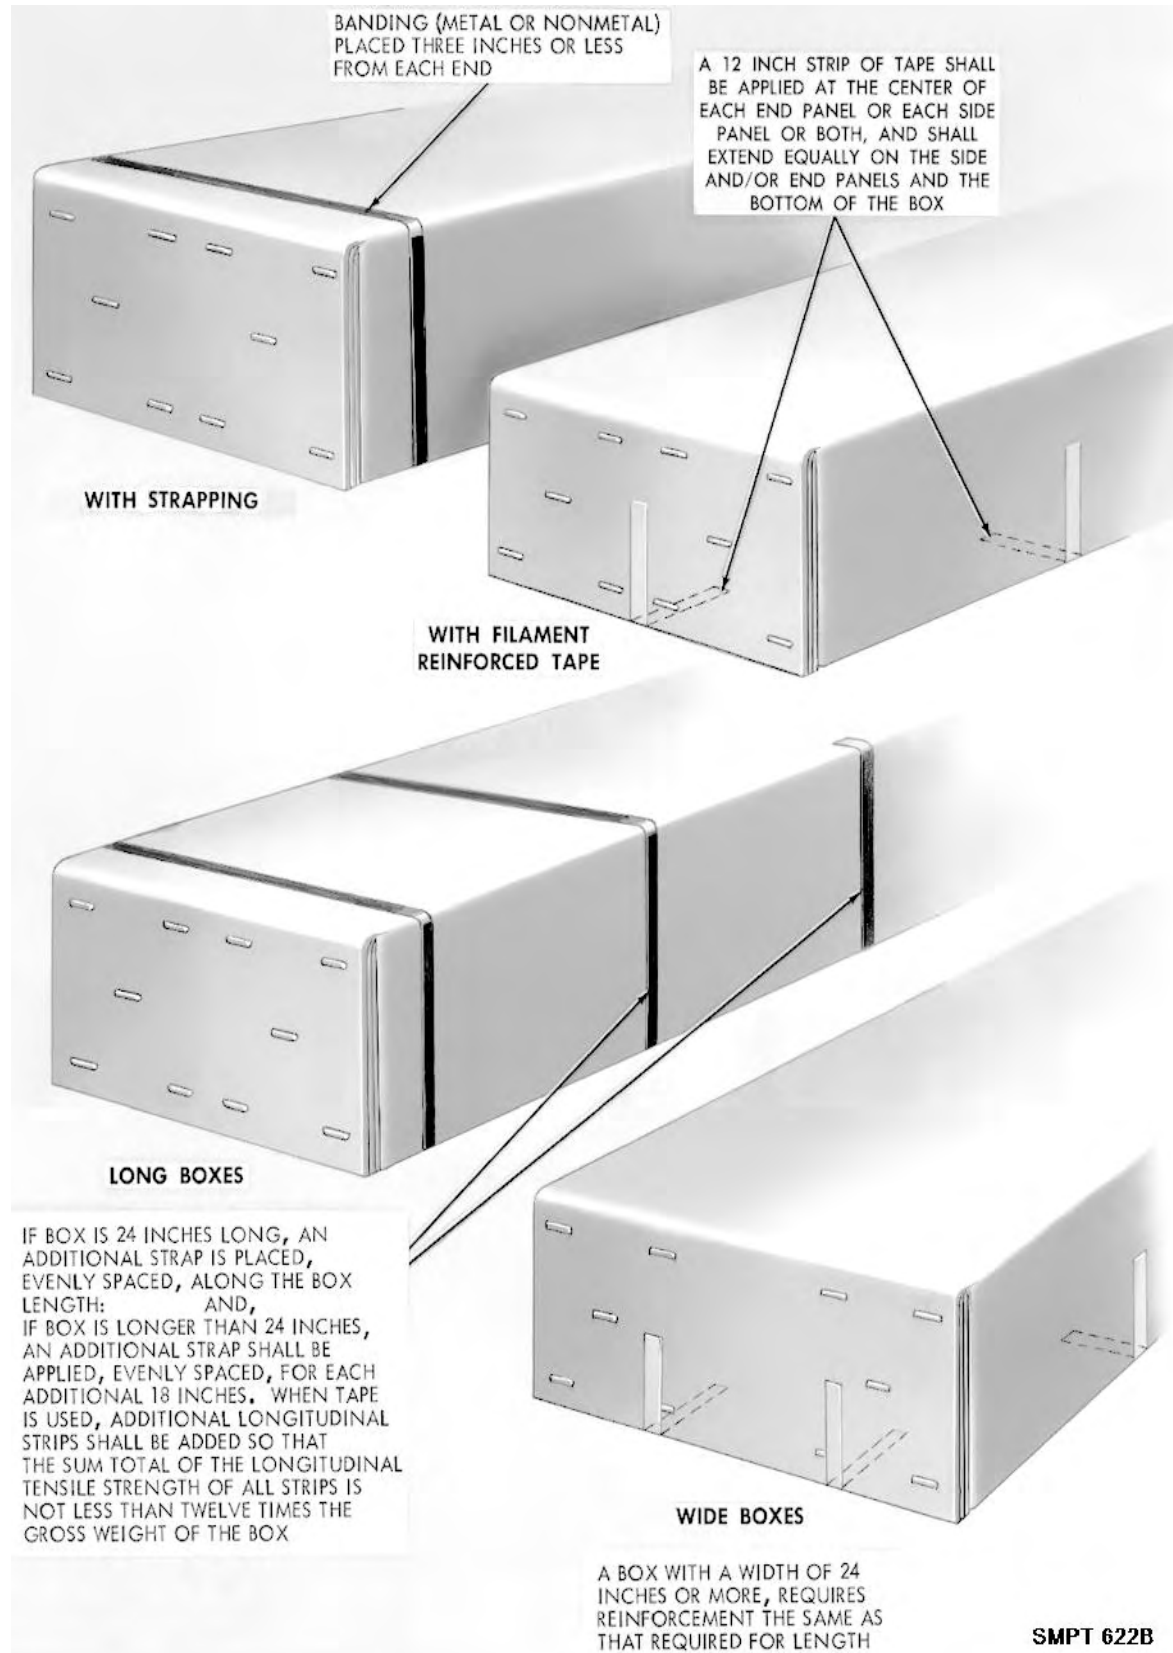 BANDING (METAL OR NONMETAL)
PLACED THREE INCHES OR LESS
FROM EACH END
A 12 INCH STRIP OF TAPE SHALL
BE APPLIED AT THE CENTER OF
EACH END PANEL OR EACH SIDE
PANEL OR BOTH, AND SHALL
EXTEND EQUALLY ON THE SIDE
AND/OR END PANELS AND THE
BOTTOM OF THE BOX
WITH STRAPPING
WITH FILAMENT
REINFORCED TAPE
LONG BOXES
IF BOX IS 24 INCHES LONG, AN
ADDITIONAL STRAP IS PLACED,
EVENLY SPACED, ALONG THE BOX
LENGTH: AND,
IF BOX IS LONGER THAN 24 INCHES,
AN ADDITIONAL STRAP SHALL BE
APPLIED, EVENLY SPACED, FOR EACH
ADDITIONAL 18 INCHES. WHEN TAPE
IS USED, ADDITIONAL LONGITUDINAL
STRIPS SHALL BE ADDED SO THAT
THE SUM TOTAL OF THE LONGITUDINAL
TENSILE STRENGTH OF ALL STRIPS IS
NOT LESS THAN TWELVE TIMES THE
GROSS WEIGHT OF THE BOX
WIDE BOXES
A BOX WITH A WIDTH OF 24
INCHES OR MORE, REQUIRES
REINFORCEMENT THE SAME AS
THAT REQUIRED FOR LENGTH
SMPT 622B